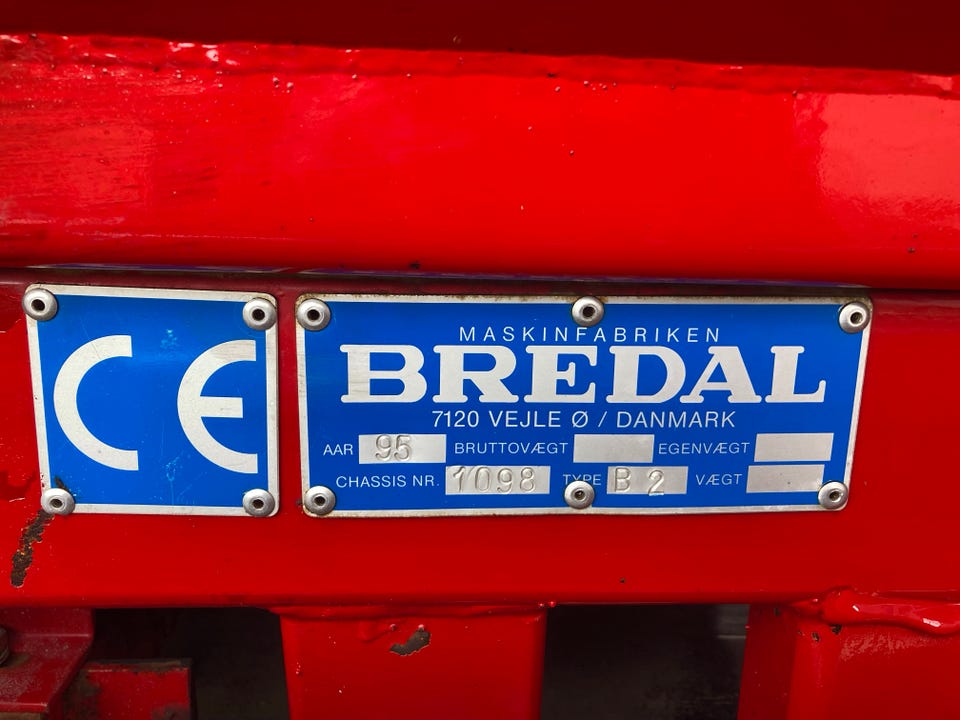 CE
MASKINFABRIKEN
BREDAL
7120 VEJLE Ø / DANMARK
AAR 95 BRUTTOVÆGT EGENVÆGT
CHASSIS NR. 1098 TYPE B 2 VÆGT